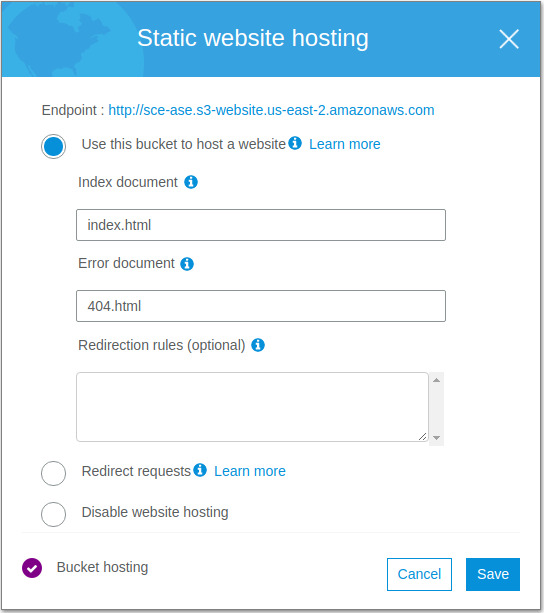 Static website hosting
Endpoint : http://sce-ase.s3-website.us-east-2.amazonaws.com
Use this bucket to host a website Learn more
Index document
index.html
Error document
404.html
Redirection rules (optional)
Redirect requests Learn more
Disable website hosting
Bucket hosting
Cancel Save